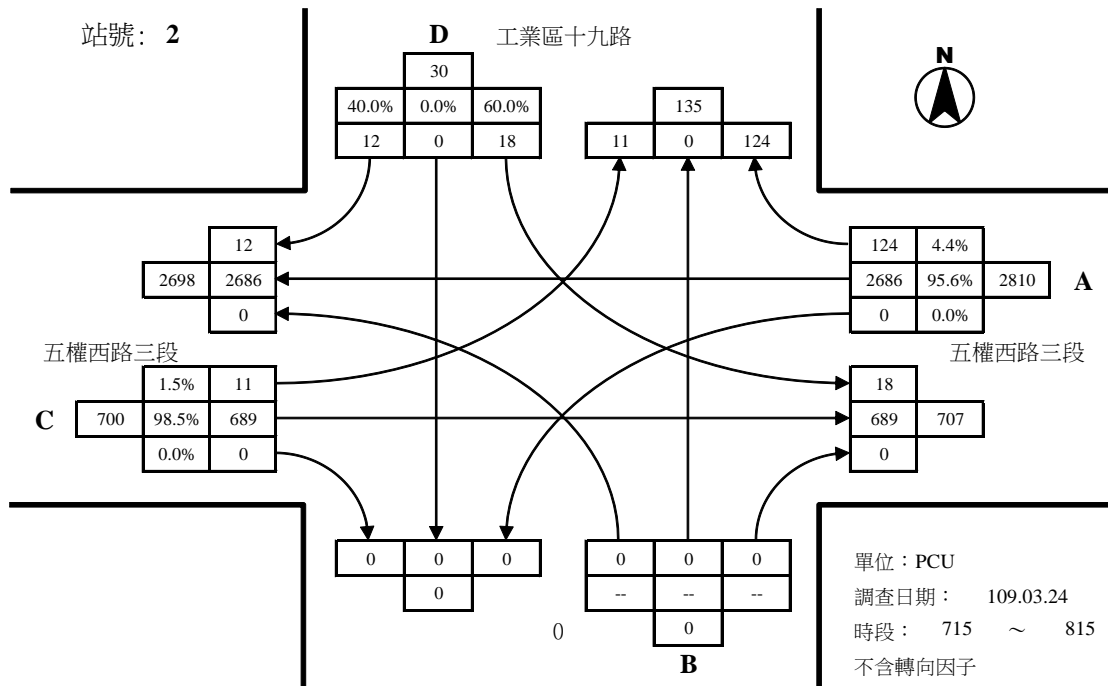 站號: 2
D 工業區十九路
N
30
40.0% 0.0% 60.0%
12 0 18
135
11 0 124
12
2698 2686
0
124 4.4%
2686 95.6% 2810 A
0 0.0%
五權西路三段
五權西路三段
1.5% 11
C 700 98.5% 689
0.0% 0
18
689 707
0
0 0 0
0
0 0 0
-- -- --
0
0
B
單位：PCU
調查日期： 109.03.24
時段： 715 ～ 815
不含轉向因子